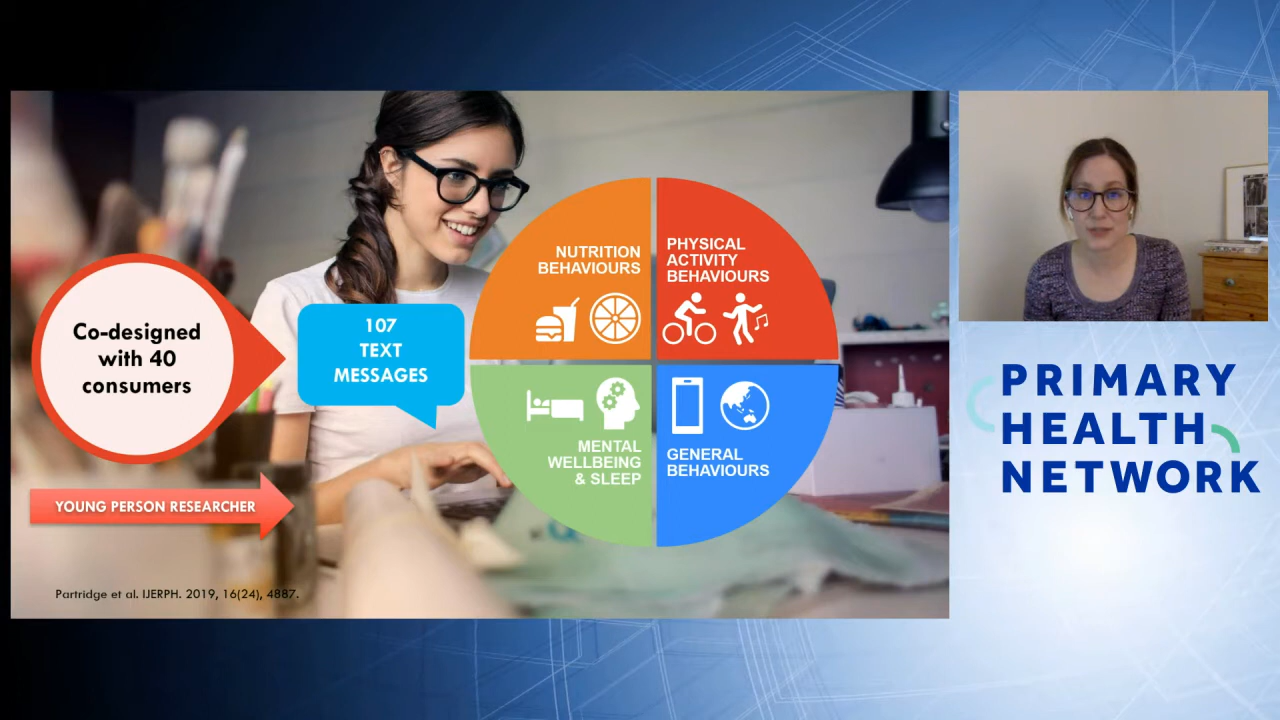 Co-designed
with 40
consumers
107
TEXT
MESSAGES
NUTRITION
BEHAVIOURS
PHYSICAL
ACTIVITY
BEHAVIOURS
MENTAL
WELLBEING
& SLEEP
GENERAL
BEHAVIOURS
YOUNG PERSON RESEARCHER
Partridge et al. IJERPH. 2019, 16(24), 4887.
PRIMARY
HEALTH
NETWORK